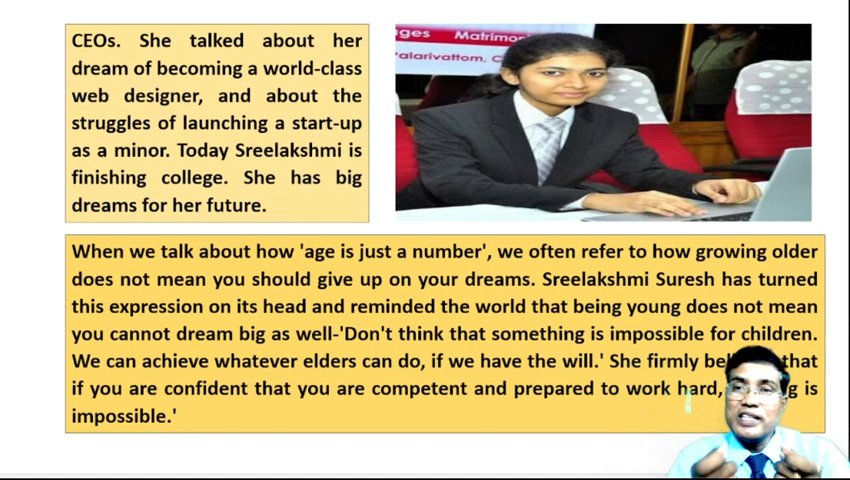 CEOs. She talked about her
dream of becoming a world-class
web designer, and about the
struggles of launching a start-up
as a minor. Today Sreelakshmi is
finishing college. She has big
dreams for her future.
ges Matrimon
Palarivattom, C
When we talk about how 'age is just a number', we often refer to how growing older
does not mean you should give up on your dreams. Sreelakshmi Suresh has turned
this expression on its head and reminded the world that being young does not mean
you cannot dream big as well-'Don't think that something is impossible for children.
We can achieve whatever elders can do, if we have the will.' She firmly that
if you are confident that you are competent and prepared to work hard, is
impossible.'